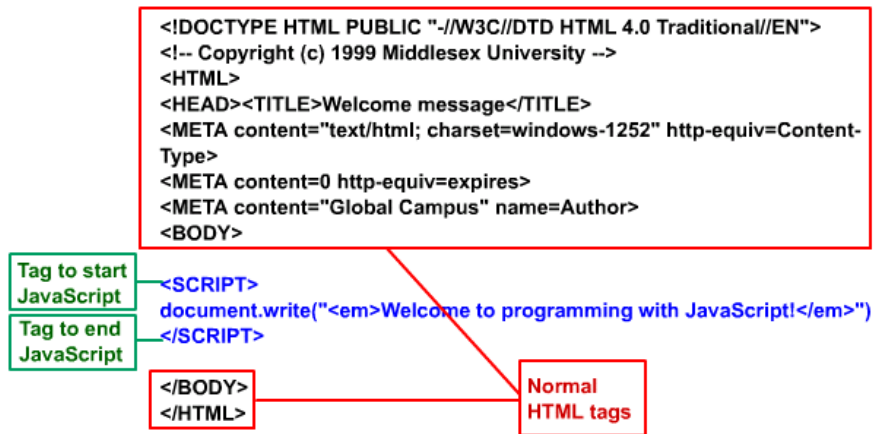 <!DOCTYPE HTML PUBLIC "-//W3C//DTD HTML 4.0 Traditional//EN">
<!-- Copyright (c) 1999 Middlesex University -->
<HTML>
<HEAD><TITLE>Welcome message</TITLE>
<META content="text/html; charset=windows-1252" http-equiv=Content-
Type>
<META content=0 http-equiv=expires>
<META content="Global Campus" name=Author>
<BODY>
Tag to start
JavaScript
<SCRIPT>
document.write("<em>Welcome to programming with JavaScript!</em>")
Tag to end
JavaScript
</SCRIPT>
</BODY>
</HTML>
Normal
HTML tags